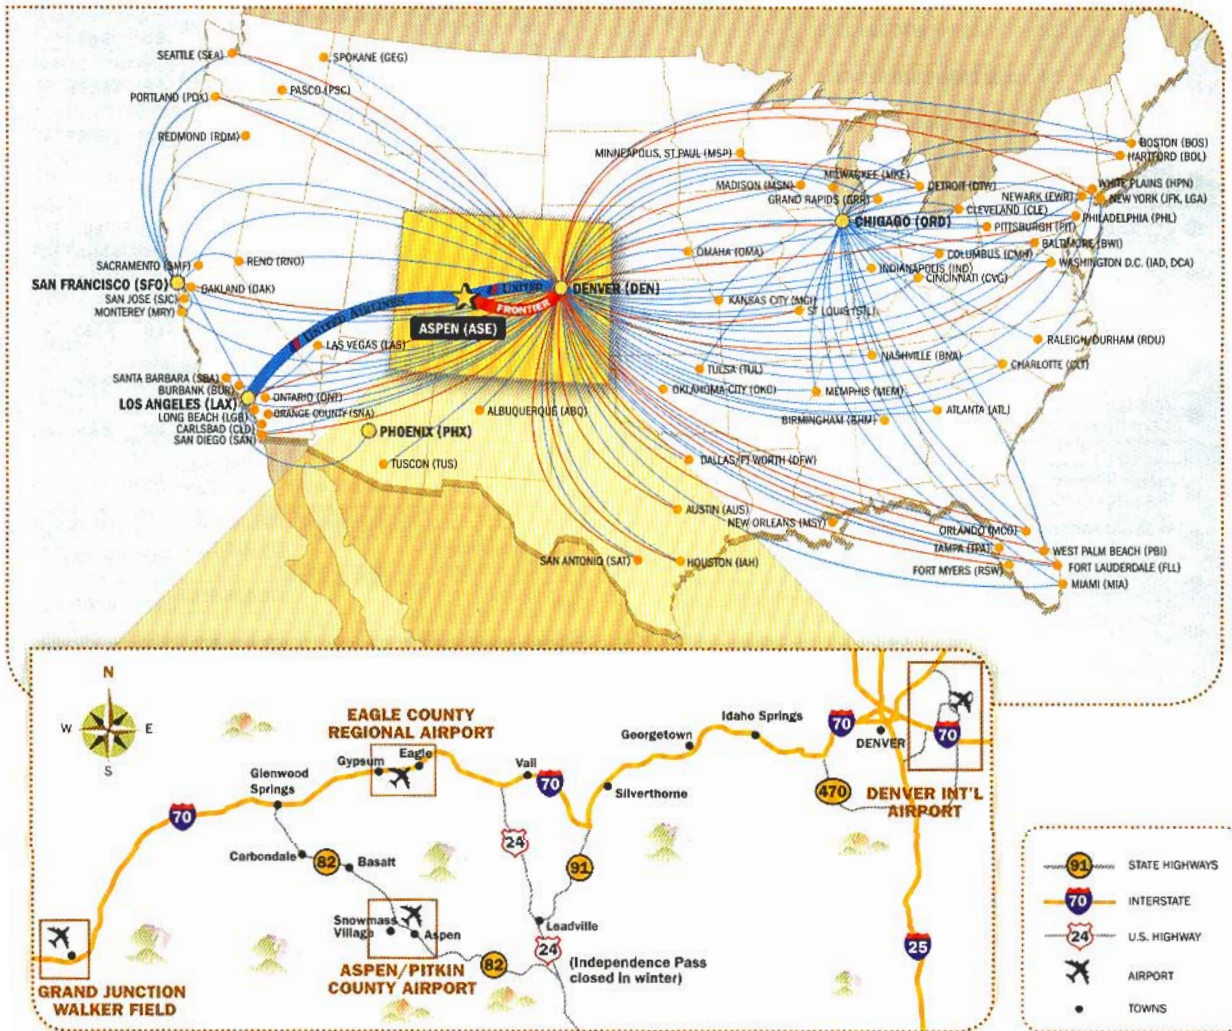 SEATTLE (SEA)
SPOKANE (GEG)
PASCO (PSC)
PORTLAND (PDX)
REDMOND (RDM)
MINNEAPOLIS, ST PAUL (MSP)
BOSTON (BOS)
HARTFORD (BDL)
MADISON (MSN)
MILWAUKEE (MKE)
DETROIT (DTW)
GRAND RAPIDS (GRR)
WHITE PLAINS (HPN)
NEWARK (EWR)
NEW YORK (JFK, LGA)
CLEVELAND (CLE)
CHIGAGO (ORD)
PHILADELPHIA (PHL)
PITTSBURGH (PIT)
BALTIMORE (BWI)
OMAHA (OMA)
COLUMBUS (CMH)
WASHINGTON D.C. (IAD, DCA)
SACRAMENTO (SMF)
RENO (RNO)
INDIANAPOLIS (IND)
CINCINNATI (CVG)
SAN FRANCISCO (SFO)
OAKLAND (OAK)
UNITED
DENVER (DEN)
SAN JOSE (SJC)
FRONTIER
KANSAS CITY (MCI)
MONTEREY (MRY)
UNITED AIRLINES
ST LOUIS (STL)
ASPEN (ASE)
LAS VEGAS (LAS)
RALEIGH/DURHAM (RDU)
NASHVILLE (BNA)
CHARLOTTE (CLT)
TULSA (TUL)
SANTA BARBARA (SBA)
BURBANK (BUR)
OKLAHOMA CITY (OKC)
MEMPHIS (MEM)
LOS ANGELES (LAX)
ONTARIO (ONT)
ORANGE COUNTY (SNA)
ALBUQUERQUE (ABQ)
ATLANTA (ATL)
LONG BEACH (LGB)
BIRMINGHAM (BHM)
CARLSBAD (CLD)
PHOENIX (PHX)
SAN DIEGO (SAN)
TUSCON (TUS)
DALLAS/FT WORTH (DFW)
AUSTIN (AUS)
NEW ORLEANS (MSY)
ORLANDO (MCO)
TAMPA (TPA)
WEST PALM BEACH (PBI)
SAN ANTONIO (SAT)
HOUSTON (IAH)
FORT MYERS (RSW)
FORT LAUDERDALE (FLL)
MIAMI (MIA)
N
W
E
S
EAGLE COUNTY
REGIONAL AIRPORT
Gypsum
Eagle
Glenwood
Springs
70
Vail
70
Silverthorne
Georgetown
Idaho Springs
70
DENVER
70
DENVER INT'L
AIRPORT
470
24
91
Carbondale
82
Basalt
Snowmass
Village
Aspen
ASPEN/PITKIN
COUNTY AIRPORT
82
Leadville
24
(Independence Pass
closed in winter)
25
GRAND JUNCTION
WALKER FIELD
91
STATE HIGHWAYS
70
INTERSTATE
24
U.S. HIGHWAY
AIRPORT
TOWNS